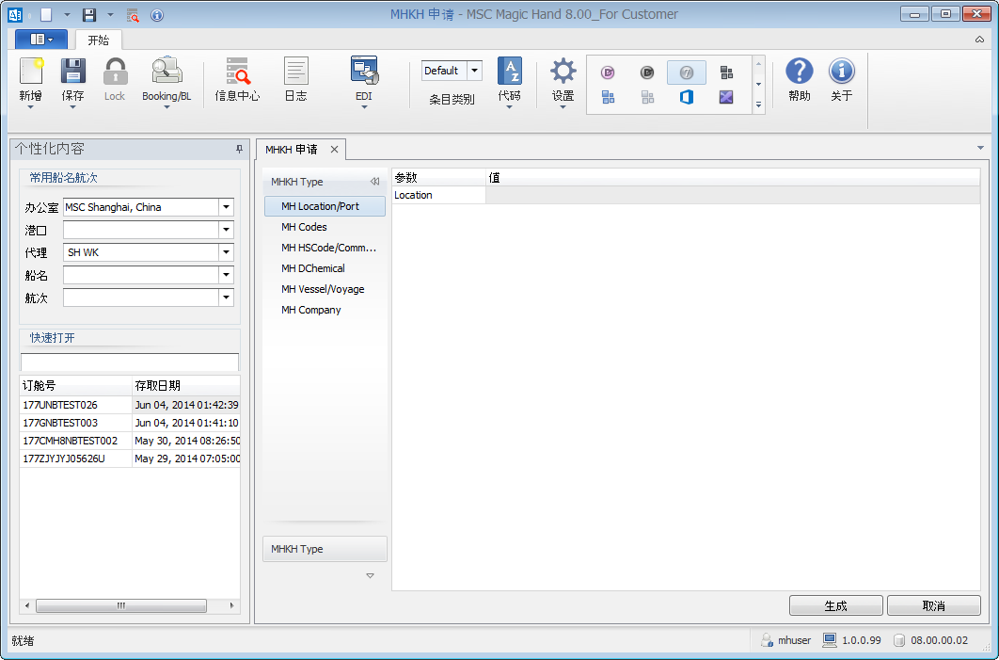 MHKH 申请 - MSC Magic Hand 8.00_For Customer
开始
新增
保存
Lock
Booking/BL
信息中心
日志
EDI
Default
条目类别
代码
设置
帮助
关于
个性化内容
常用船名航次
办公室 MSC Shanghai, China
港口
代理 SH WK
船名
航次
快速打开
订舱号 存取日期
177UNBTEST026 Jun 04, 2014 01:42:39
177GNBTEST003 Jun 04, 2014 01:41:10
177CMH8NBTEST002 May 30, 2014 08:26:50
177ZJYJYJ05626U May 29, 2014 07:05:00
MHKH 申请
MHKH Type
MH Location/Port
MH Codes
MH HSCode/Comm...
MH DChemical
MH Vessel/Voyage
MH Company
MHKH Type
参数 值
Location
生成 取消
就绪
mhuser 1.0.0.99 08.00.00.02